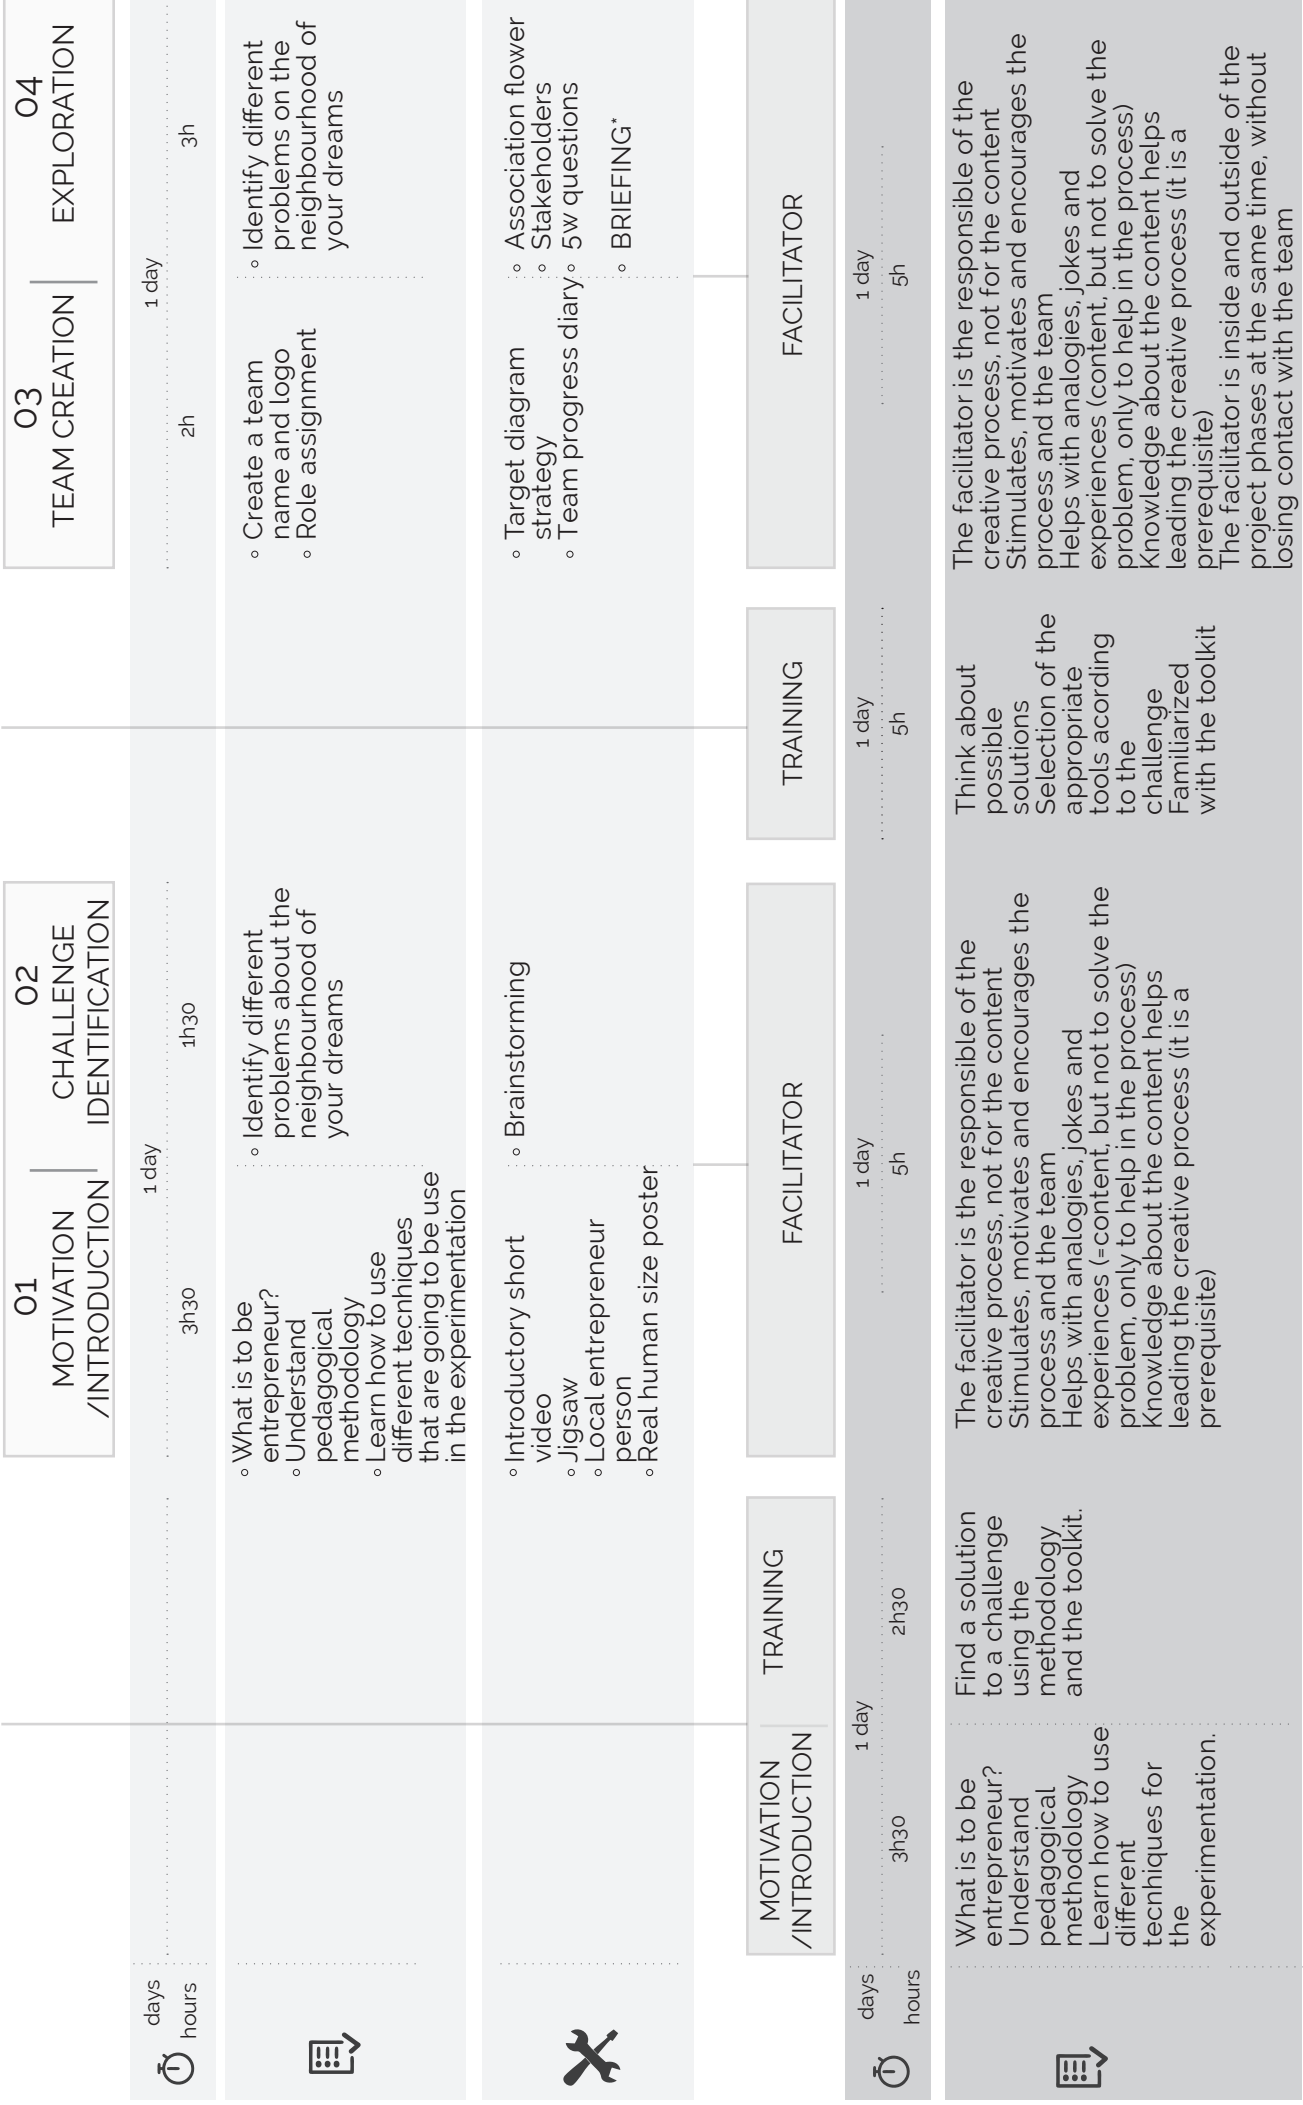 01
MOTIVATION
/INTRODUCTION
02
CHALLENGE
IDENTIFICATION
03
TEAM CREATION
04
EXPLORATION
days
hours
1 day
3h30
1h30
1 day
2h
3h
◦ What is to be
entrepreneur?
◦ Understand
pedagogical
methodology
◦ Learn how to use
different tecnhiques
that are going to be use
in the experimentation
◦ Identify different
problems about the
neighbourhood of
your dreams
◦ Create a team
name and logo
◦ Role assignment
◦ Identify different
problems on the
neighbourhood of
your dreams
◦ Introductory short
video
◦ Jigsaw
◦ Local entrepreneur
person
◦ Real human size poster
◦ Brainstorming
◦ Target diagram
strategy
◦ Team progress diary
◦ Association flower
◦ Stakeholders
◦ 5w questions
◦ BRIEFING*
MOTIVATION
/INTRODUCTION
TRAINING
FACILITATOR
TRAINING
FACILITATOR
days
hours
1 day
3h30
2h30
1 day
5h
1 day
5h
1 day
5h
What is to be
entrepreneur?
Understand
pedagogical
methodology
Learn how to use
different
tecnhiques for
the
experimentation.
Find a solution
to a challenge
using the
methodology
and the toolkit.
The facilitator is the responsible of the
creative process, not for the content
Stimulates, motivates and encourages the
process and the team
Helps with analogies, jokes and
experiences (=content, but not to solve the
problem, only to help in the process)
Knowledge about the content helps
leading the creative process (it is a
prerequisite)
Think about
possible
solutions
Selection of the
appropriate
tools acording
to the
challenge
Familiarized
with the toolkit
The facilitator is the responsible of the
creative process, not for the content
Stimulates, motivates and encourages the
process and the team
Helps with analogies, jokes and
experiences (content, but not to solve the
problem, only to help in the process)
Knowledge about the content helps
leading the creative process (it is a
prerequisite)
The facilitator is inside and outside of the
project phases at the same time, without
losing contact with the team